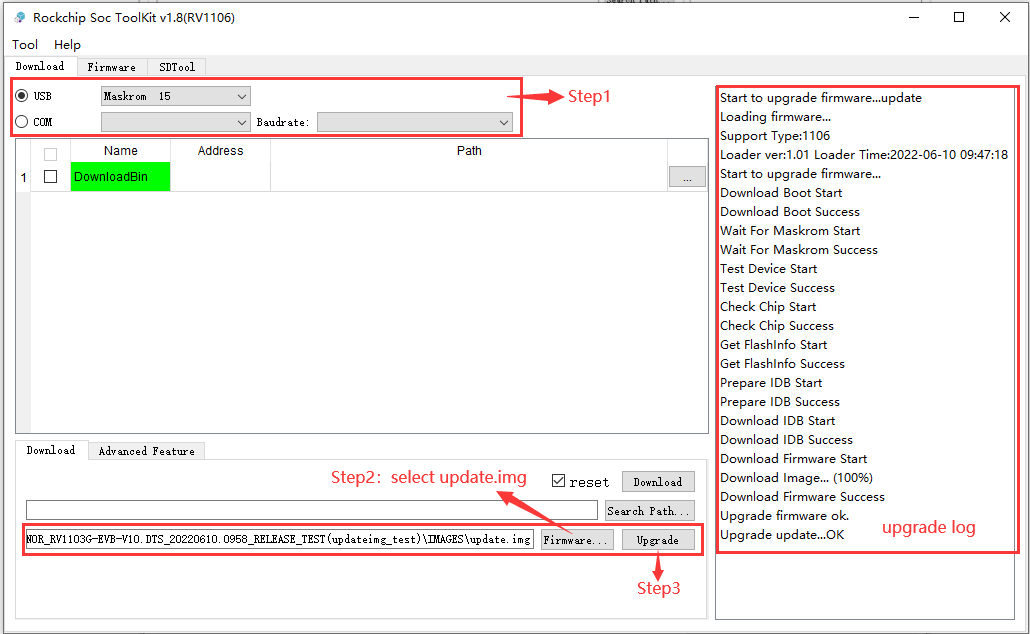 Search Path...
Rockchip Soc ToolKit v1.8(RV1106)
Tool Help
Download Firmware SDTool
USB Maskrom 15
Step1
COM Baudrate:
Name Address Path
1 DownloadBin ...
Download Advanced Feature
Step2: select update.img
reset Download
Search Path...
NOR_RV1103G-EVB-V10.DTS_20220610.0958_RELEASE_TEST(updateimg_test)\IMAGES\update.img Firmware... Upgrade
Step3
Start to upgrade firmware...update
Loading firmware...
Support Type:1106
Loader ver:1.01 Loader Time:2022-06-10 09:47:18
Start to upgrade firmware...
Download Boot Start
Download Boot Success
Wait For Maskrom Start
Wait For Maskrom Success
Test Device Start
Test Device Success
Check Chip Start
Check Chip Success
Get FlashInfo Start
Get FlashInfo Success
Prepare IDB Start
Prepare IDB Success
Download IDB Start
Download IDB Success
Download Firmware Start
Download Image... (100%)
Download Firmware Success
Upgrade firmware ok.
Upgrade update...OK
upgrade log